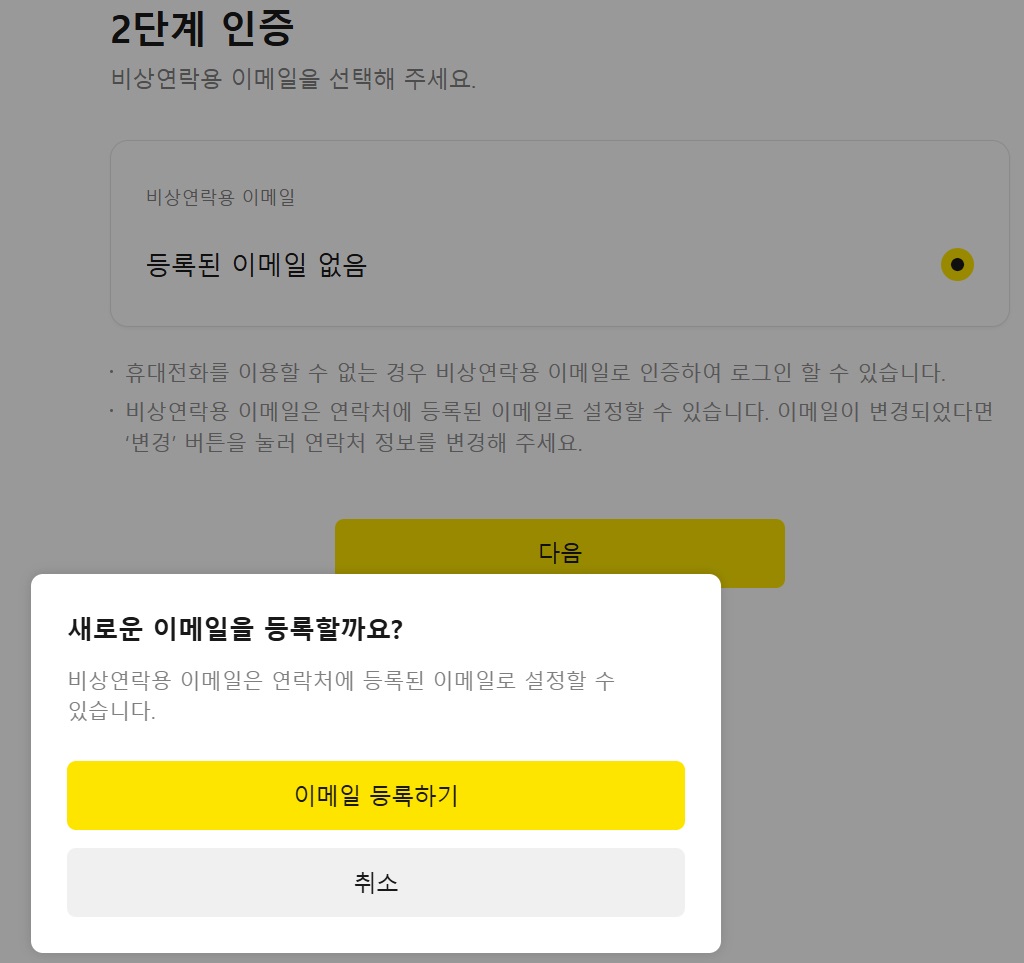 2단계 인증
비상연락용 이메일을 선택해 주세요.
비상연락용 이메일
등록된 이메일 없음
· 휴대전화를 이용할 수 없는 경우 비상연락용 이메일로 인증하여 로그인 할 수 있습니다.
· 비상연락용 이메일은 연락처에 등록된 이메일로 설정할 수 있습니다. 이메일이 변경되었다면
‘변경’ 버튼을 눌러 연락처 정보를 변경해 주세요.
다음
새로운 이메일을 등록할까요?
비상연락용 이메일은 연락처에 등록된 이메일로 설정할 수
있습니다.
이메일 등록하기
취소